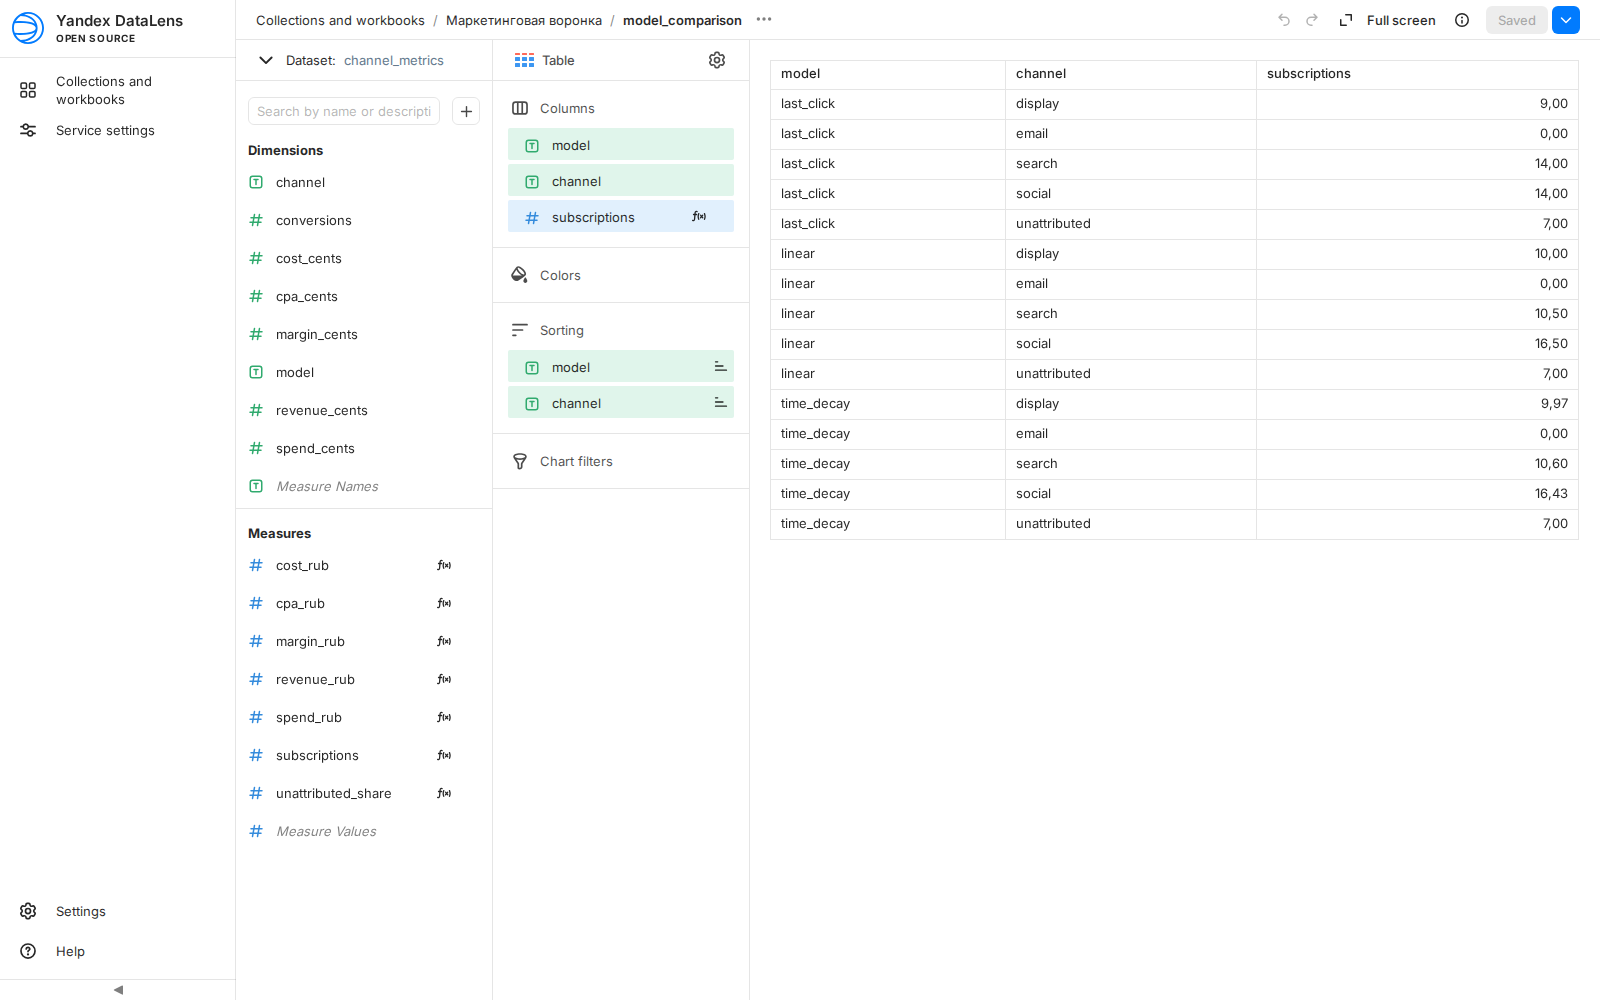 Yandex DataLens
OPEN SOURCE
Collections and workbooks
Service settings
Settings
Help
Collections and workbooks / Маркетинговая воронка / model_comparison
Full screen
Saved
Dataset: channel_metrics
Search by name or descripti
Dimensions
channel
conversions
cost_cents
cpa_cents
margin_cents
model
revenue_cents
spend_cents
Measure Names
Measures
cost_rub
cpa_rub
margin_rub
revenue_rub
spend_rub
subscriptions
unattributed_share
Measure Values
Table
Columns
model
channel
subscriptions
Colors
Sorting
model
channel
Chart filters
model channel subscriptions
last_click display 9,00
last_click email 0,00
last_click search 14,00
last_click social 14,00
last_click unattributed 7,00
linear display 10,00
linear email 0,00
linear search 10,50
linear social 16,50
linear unattributed 7,00
time_decay display 9,97
time_decay email 0,00
time_decay search 10,60
time_decay social 16,43
time_decay unattributed 7,00